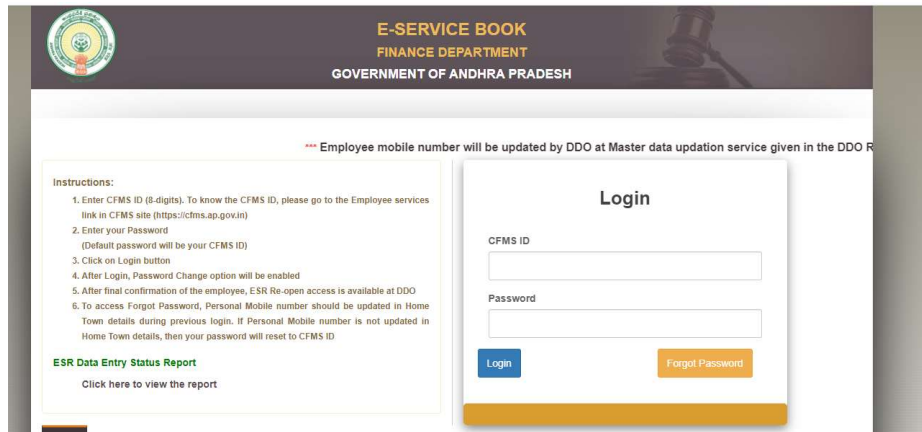 E-SERVICE BOOK
FINANCE DEPARTMENT
GOVERNMENT OF ANDHRA PRADESH
*** Employee mobile number will be updated by DDO at Master data updation service given in the DDO R
Instructions:
1. Enter CFMS ID (8-digits). To know the CFMS ID, please go to the Employee services
link in CFMS site (https://cfms.ap.gov.in)
2. Enter your Password
(Default password will be your CFMS ID)
3. Click on Login button
4. After Login, Password Change option will be enabled
5. After final confirmation of the employee, ESR Re-open access is available at DDO
6. To access Forgot Password, Personal Mobile number should be updated in Home
Town details during previous login. If Personal Mobile number is not updated in
Home Town details, then your password will reset to CFMS ID
ESR Data Entry Status Report
Click here to view the report
Login
CFMS ID
Password
Login
Forgot Password